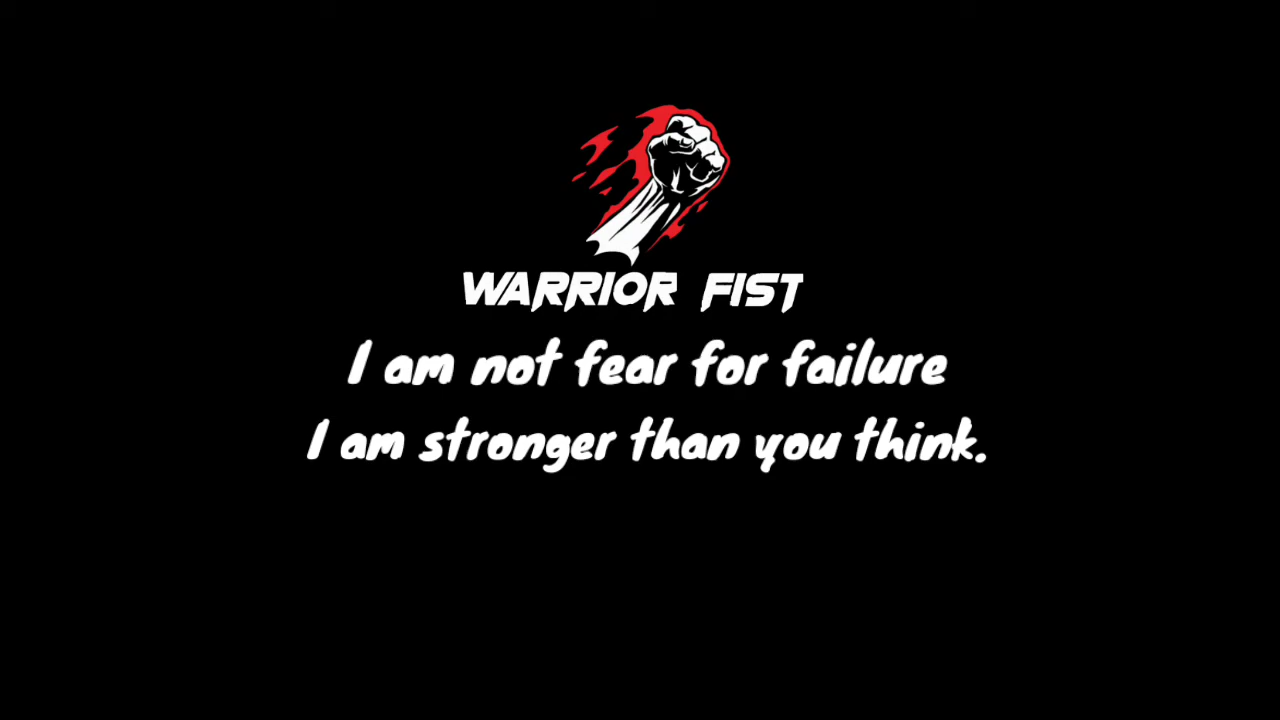 WARRIOR FIST
I am not fear for failure
I am stronger than you think.